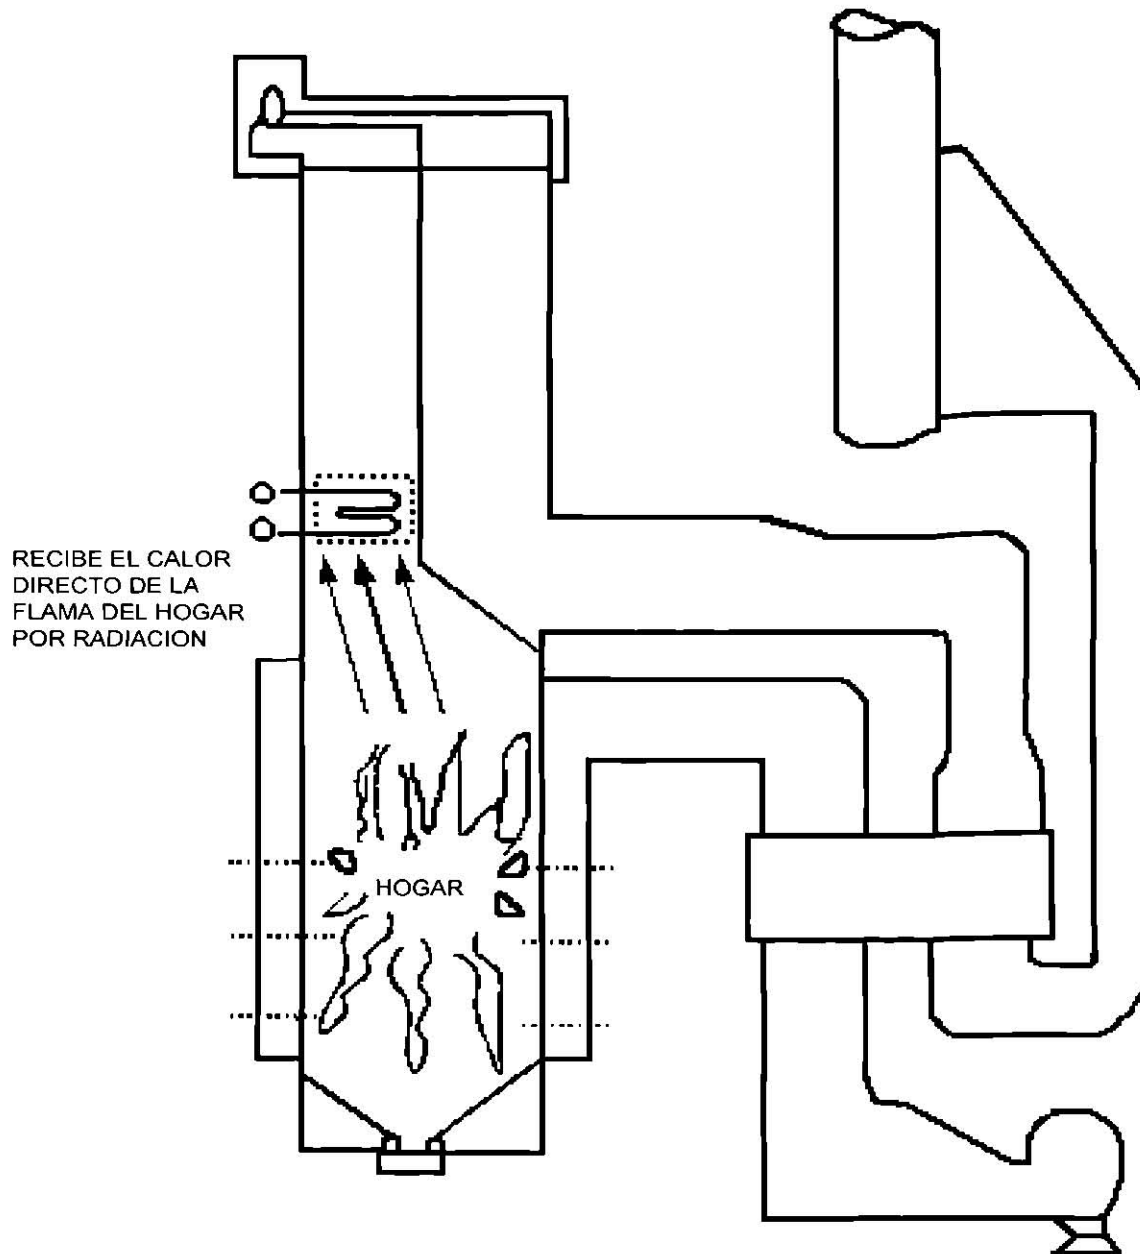 RECIBE EL CALOR
DIRECTO DE LA
FLAMA DEL HOGAR
POR RADIACION
HOGAR